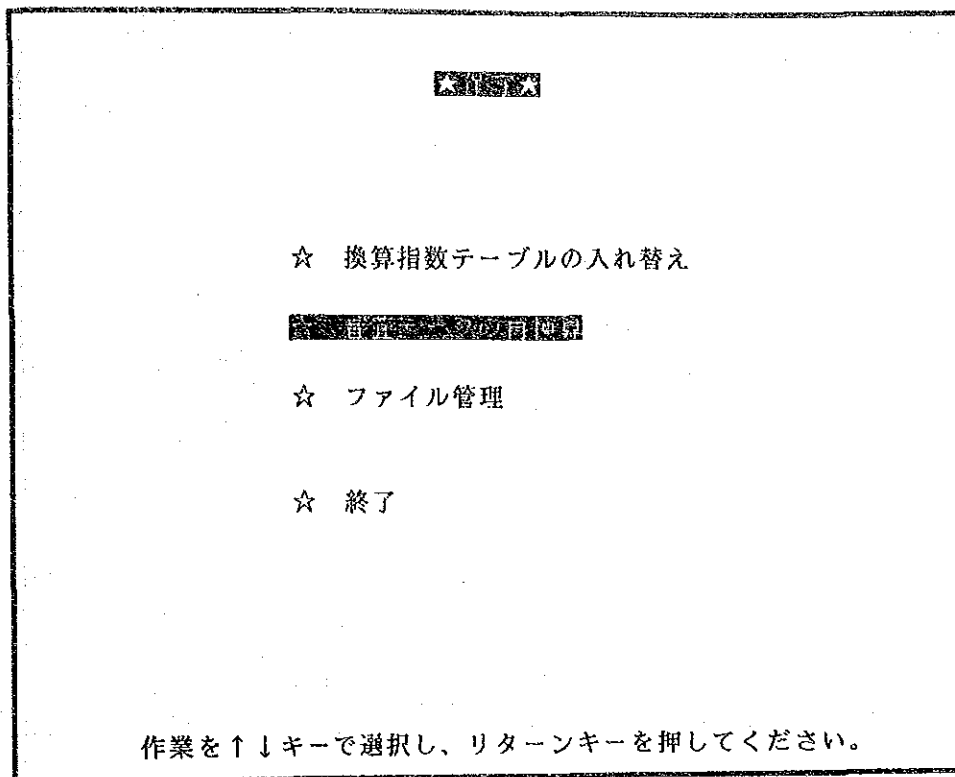 ☆ 換算指数テーブルの入れ替え
☆ ファイル管理
☆ 終了
作業を↑↓キーで選択し、リターンキーを押してください。